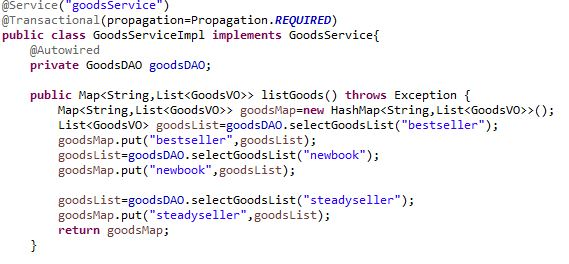 @Service("goodsService")
@Transactional(propagation=Propagation.REQUIRED)
public class GoodsServiceImpl implements GoodsService{
    @Autowired
    private GoodsDAO goodsDAO;

    public Map<String,List<GoodsVO>> listGoods() throws Exception {
        Map<String,List<GoodsVO>> goodsMap=new HashMap<String,List<GoodsVO>>();
        List<GoodsVO> goodsList=goodsDAO.selectGoodsList("bestseller");
        goodsMap.put("bestseller",goodsList);
        goodsList=goodsDAO.selectGoodsList("newbook");
        goodsMap.put("newbook",goodsList);

        goodsList=goodsDAO.selectGoodsList("steadyseller");
        goodsMap.put("steadyseller",goodsList);
        return goodsMap;
    }